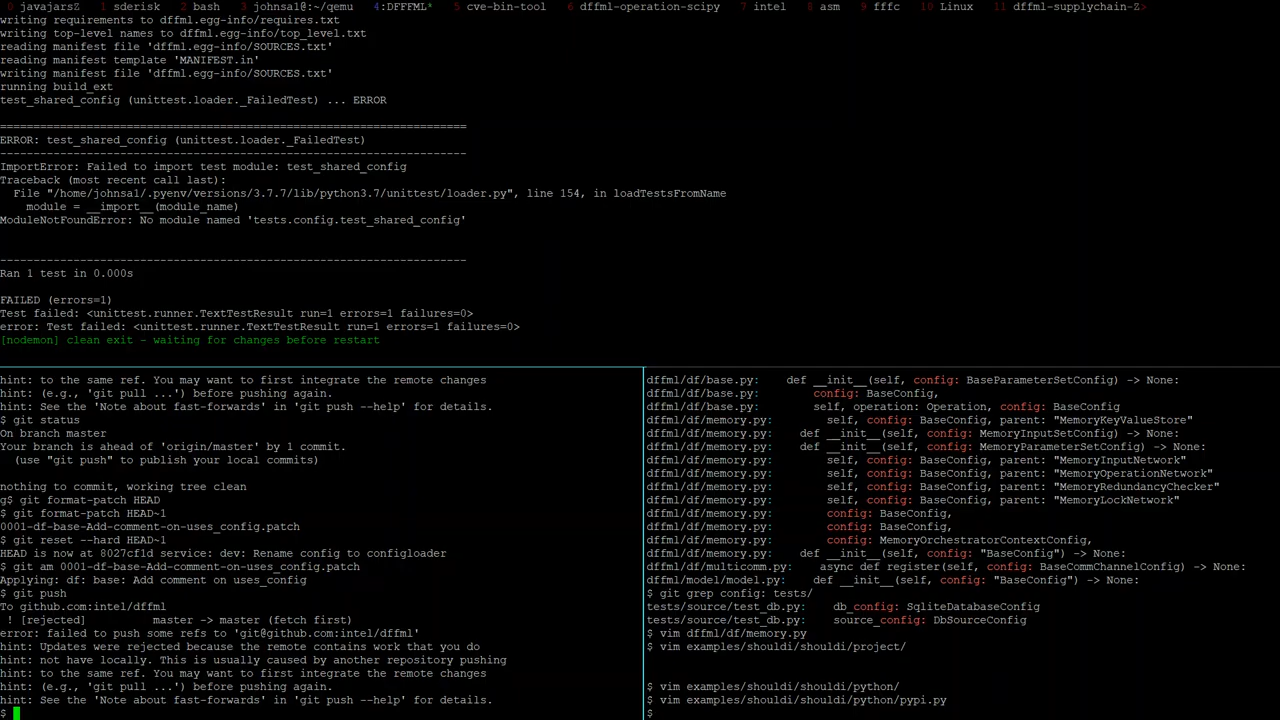 0 javajarsZ  1 sderisk  2 bash  3 johnsa1@:~/qemu  4:DFFFML*  5 cve-bin-tool  6 dffml-operation-scipy  7 intel  8 asm  9 fffc  10 Linux  11 dffml-supplychain-Z>
writing requirements to dffml.egg-info/requires.txt
writing top-level names to dffml.egg-info/top_level.txt
reading manifest file 'dffml.egg-info/SOURCES.txt'
reading manifest template 'MANIFEST.in'
writing manifest file 'dffml.egg-info/SOURCES.txt'
running build_ext
test_shared_config (unittest.loader._FailedTest) ... ERROR
======================================================================
ERROR: test_shared_config (unittest.loader._FailedTest)
----------------------------------------------------------------------
ImportError: Failed to import test module: test_shared_config
Traceback (most recent call last):
  File "/home/johnsa1/.pyenv/versions/3.7.7/lib/python3.7/unittest/loader.py", line 154, in loadTestsFromName
    module = __import__(module_name)
ModuleNotFoundError: No module named 'tests.config.test_shared_config'
----------------------------------------------------------------------
Ran 1 test in 0.000s
FAILED (errors=1)
Test failed: <unittest.runner.TextTestResult run=1 errors=1 failures=0>
error: Test failed: <unittest.runner.TextTestResult run=1 errors=1 failures=0>
[nodemon] clean exit - waiting for changes before restart
hint: to the same ref. You may want to first integrate the remote changes
hint: (e.g., 'git pull ...') before pushing again.
hint: See the 'Note about fast-forwards' in 'git push --help' for details.
$ git status
On branch master
Your branch is ahead of 'origin/master' by 1 commit.
  (use "git push" to publish your local commits)
nothing to commit, working tree clean
g$ git format-patch HEAD
$ git format-patch HEAD~1
0001-df-base-Add-comment-on-uses_config.patch
$ git reset --hard HEAD~1
HEAD is now at 8027cf1d service: dev: Rename config to configloader
$ git am 0001-df-base-Add-comment-on-uses_config.patch
Applying: df: base: Add comment on uses_config
$ git push
To github.com:intel/dffml
 ! [rejected]          master -> master (fetch first)
error: failed to push some refs to 'git@github.com:intel/dffml'
hint: Updates were rejected because the remote contains work that you do
hint: not have locally. This is usually caused by another repository pushing
hint: to the same ref. You may want to first integrate the remote changes
hint: (e.g., 'git pull ...') before pushing again.
hint: See the 'Note about fast-forwards' in 'git push --help' for details.
$
dffml/df/base.py:    def __init__(self, config: BaseParameterSetConfig) -> None:
dffml/df/base.py:        config: BaseConfig,
dffml/df/base.py:        self, operation: Operation, config: BaseConfig
dffml/df/memory.py:        self, config: BaseConfig, parent: "MemoryKeyValueStore"
dffml/df/memory.py:    def __init__(self, config: MemoryInputSetConfig) -> None:
dffml/df/memory.py:    def __init__(self, config: MemoryParameterSetConfig) -> None:
dffml/df/memory.py:        self, config: BaseConfig, parent: "MemoryInputNetwork"
dffml/df/memory.py:        self, config: BaseConfig, parent: "MemoryOperationNetwork"
dffml/df/memory.py:        self, config: BaseConfig, parent: "MemoryRedundancyChecker"
dffml/df/memory.py:        self, config: BaseConfig, parent: "MemoryLockNetwork"
dffml/df/memory.py:        config: BaseConfig,
dffml/df/memory.py:        config: BaseConfig,
dffml/df/memory.py:        config: MemoryOrchestratorContextConfig,
dffml/df/memory.py:    def __init__(self, config: "BaseConfig") -> None:
dffml/df/multicomm.py:    async def register(self, config: BaseCommChannelConfig) -> None:
dffml/model/model.py:    def __init__(self, config: "BaseConfig") -> None:
$ git grep config: tests/
tests/source/test_db.py:    db_config: SqliteDatabaseConfig
tests/source/test_db.py:    source_config: DbSourceConfig
$ vim dffml/df/memory.py
$ vim examples/shouldi/shouldi/project/
$ vim examples/shouldi/shouldi/python/
$ vim examples/shouldi/shouldi/python/pypi.py
$